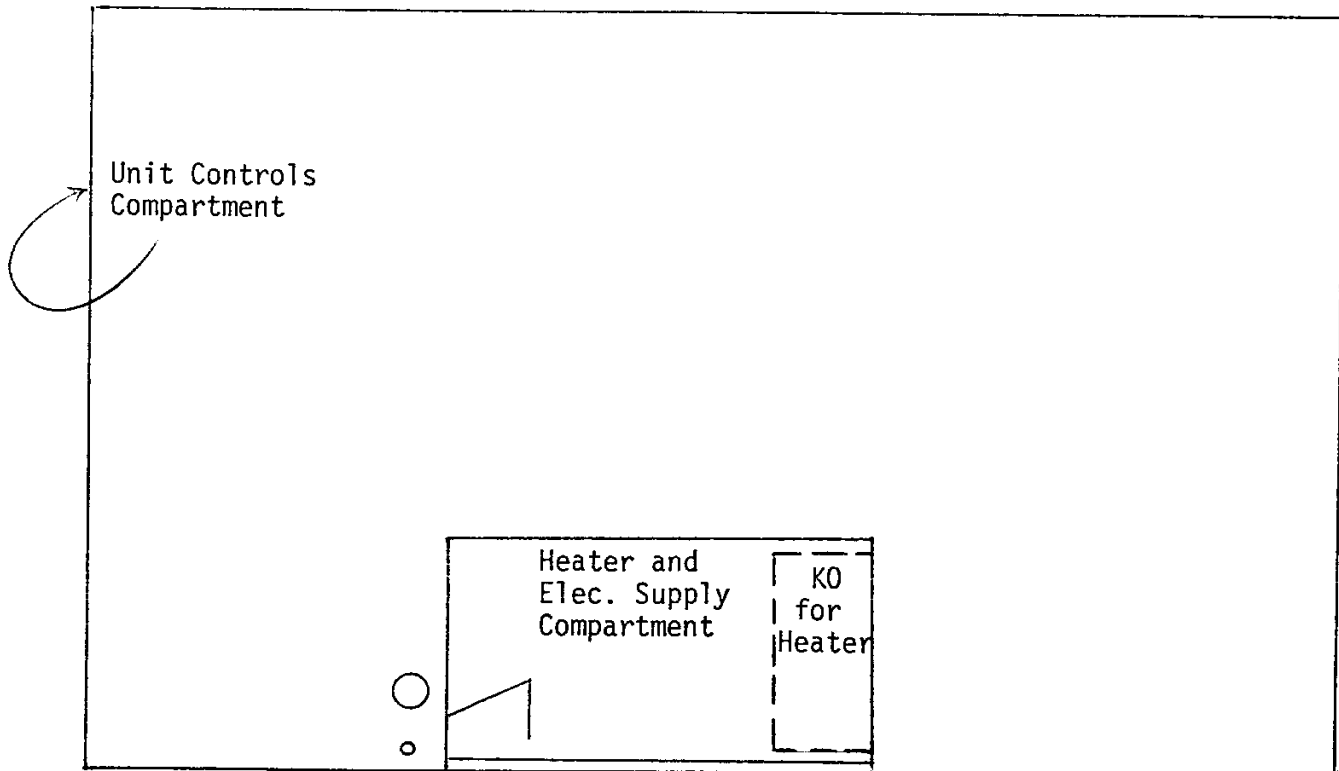 Unit Controls
Compartment
Heater and
Elec. Supply
Compartment
KO
for
Heater